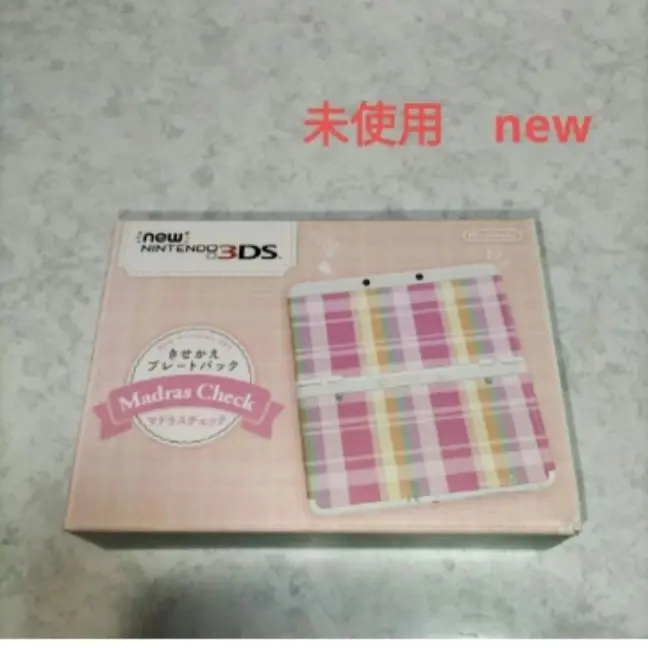 未使用 new
new
NINTENDO 3DS
Nintendo
きせかえ
プレートパック
Madras Check
マドラスチェック